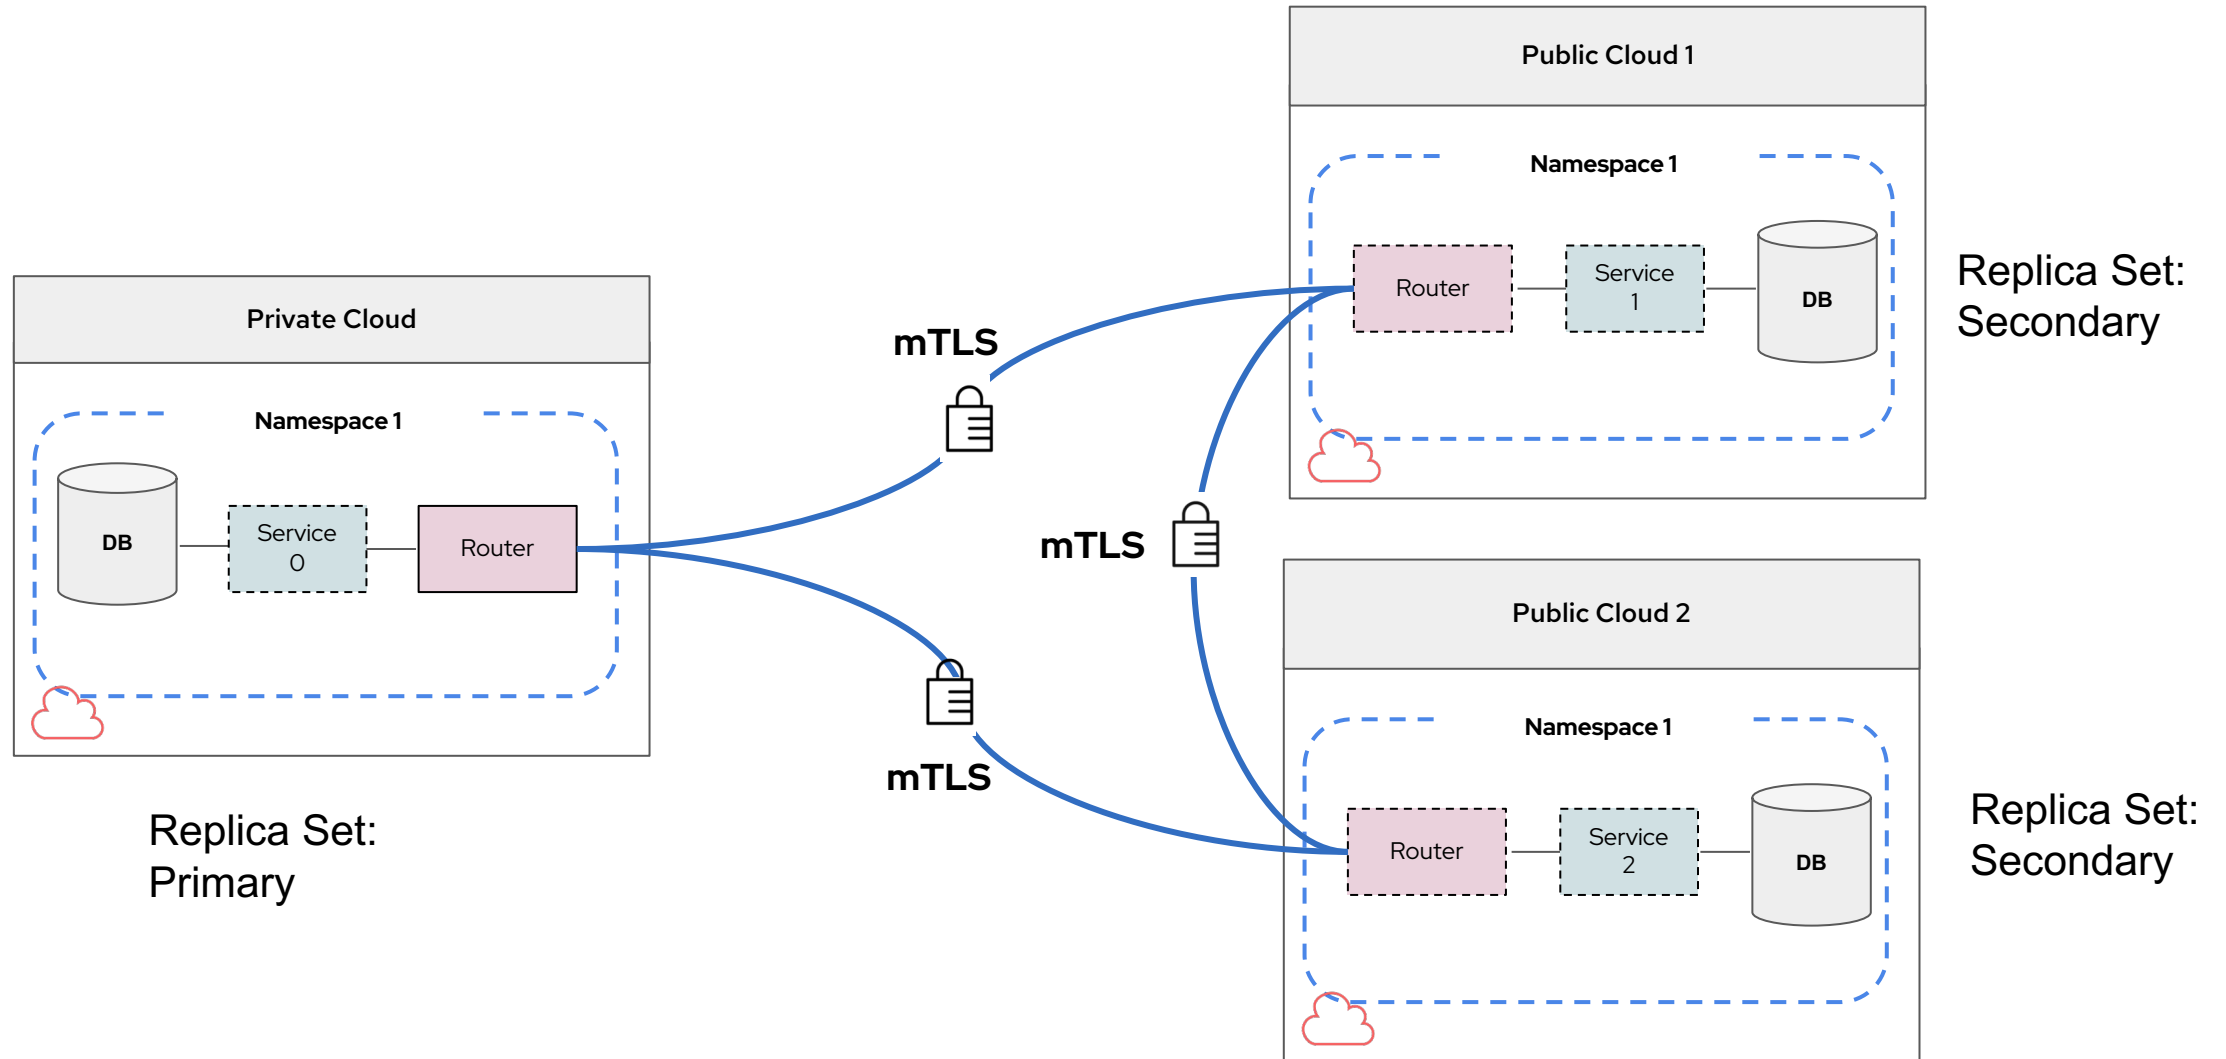 Public Cloud 1
Namespace 1
Router
Service
1
DB
Replica Set:
Secondary
Private Cloud
Namespace 1
DB
Service
0
Router
Replica Set:
Primary
mTLS
mTLS
mTLS
Public Cloud 2
Namespace 1
Router
Service
2
DB
Replica Set:
Secondary